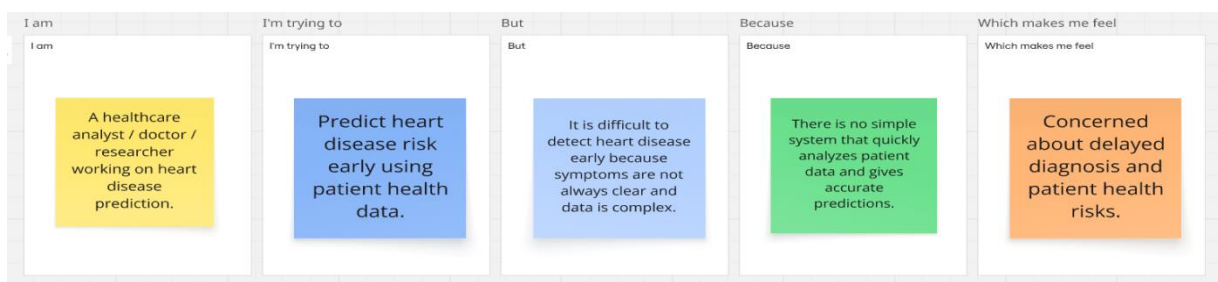 I am
I am
A healthcare
analyst / doctor /
researcher
working on heart
disease
prediction.
I'm trying to
I'm trying to
Predict heart
disease risk
early using
patient health
data.
But
But
It is difficult to
detect heart disease
early because
symptoms are not
always clear and
data is complex.
Because
Because
There is no simple
system that quickly
analyzes patient
data and gives
accurate
predictions.
Which makes me feel
Which makes me feel
Concerned
about delayed
diagnosis and
patient health
risks.